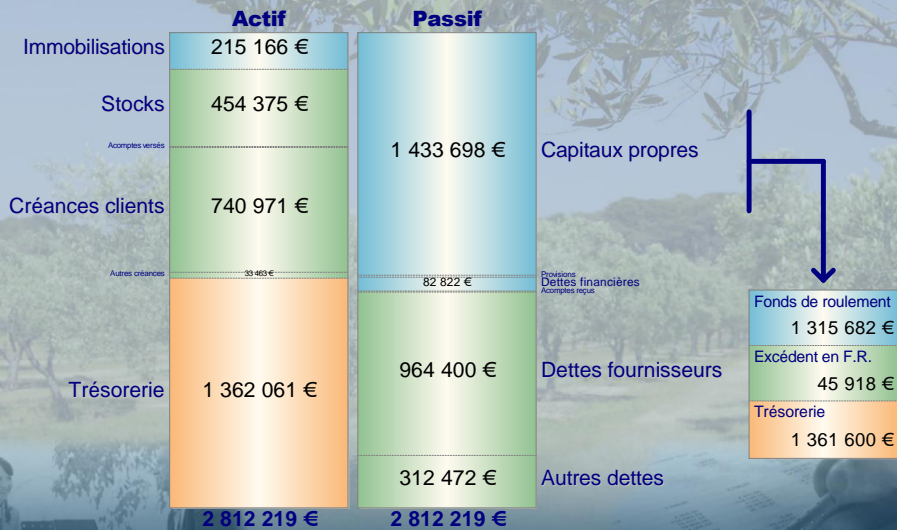 Actif
Passif
Immobilisations
215 166 €
Stocks
454 375 €
Acomptes versés
1 433 698 €
Capitaux propres
Créances clients
740 971 €
Autres créances
33 463 €
Provisions
82 822 €
Dettes financières
Acomptes reçus
Trésorerie
1 362 061 €
964 400 €
Dettes fournisseurs
312 472 €
Autres dettes
2 812 219 €
2 812 219 €
Fonds de roulement
1 315 682 €
Excédent en F.R.
45 918 €
Trésorerie
1 361 600 €